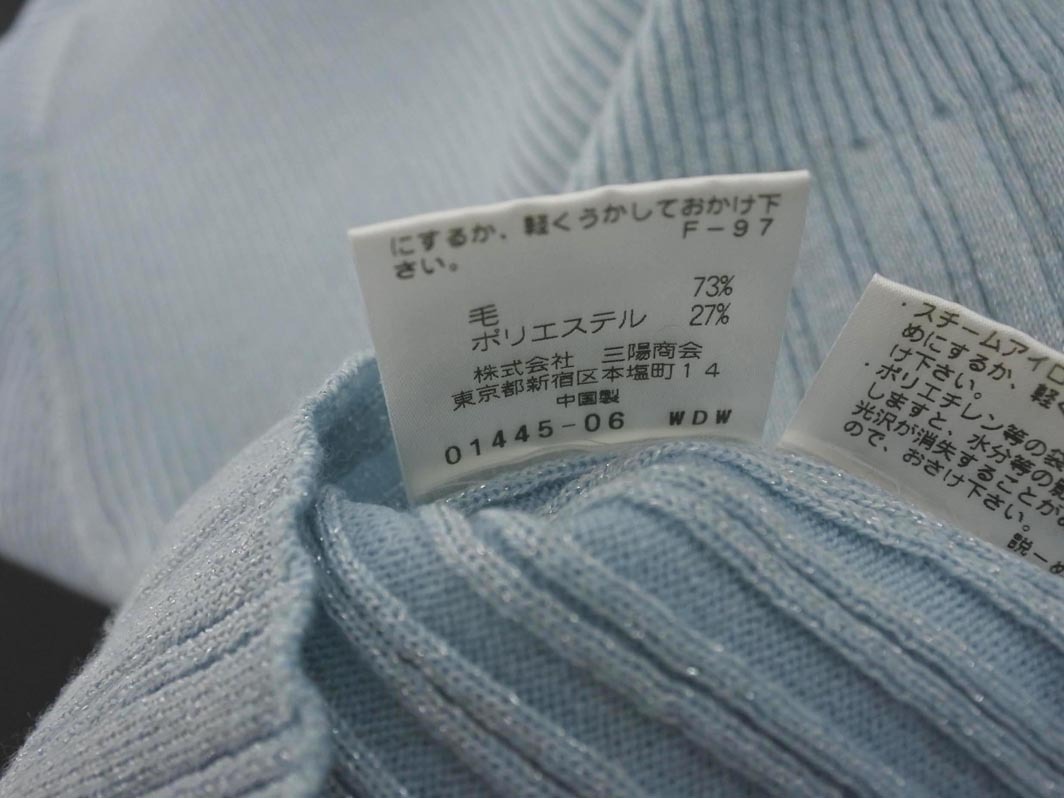 にするか、軽くうかしておかけ下
さい。
F-97
毛 73%
ポリエステル 27%
株式会社 三陽商会
東京都新宿区本塩町14
中国製
01445-06 WDW
・スチームアイロ
めにするか、軽く
け下さい。
・ポリエチレン等の袋
しますと、水分等の
光沢が消失することが
ので、おさけ下さい。
説ーめ